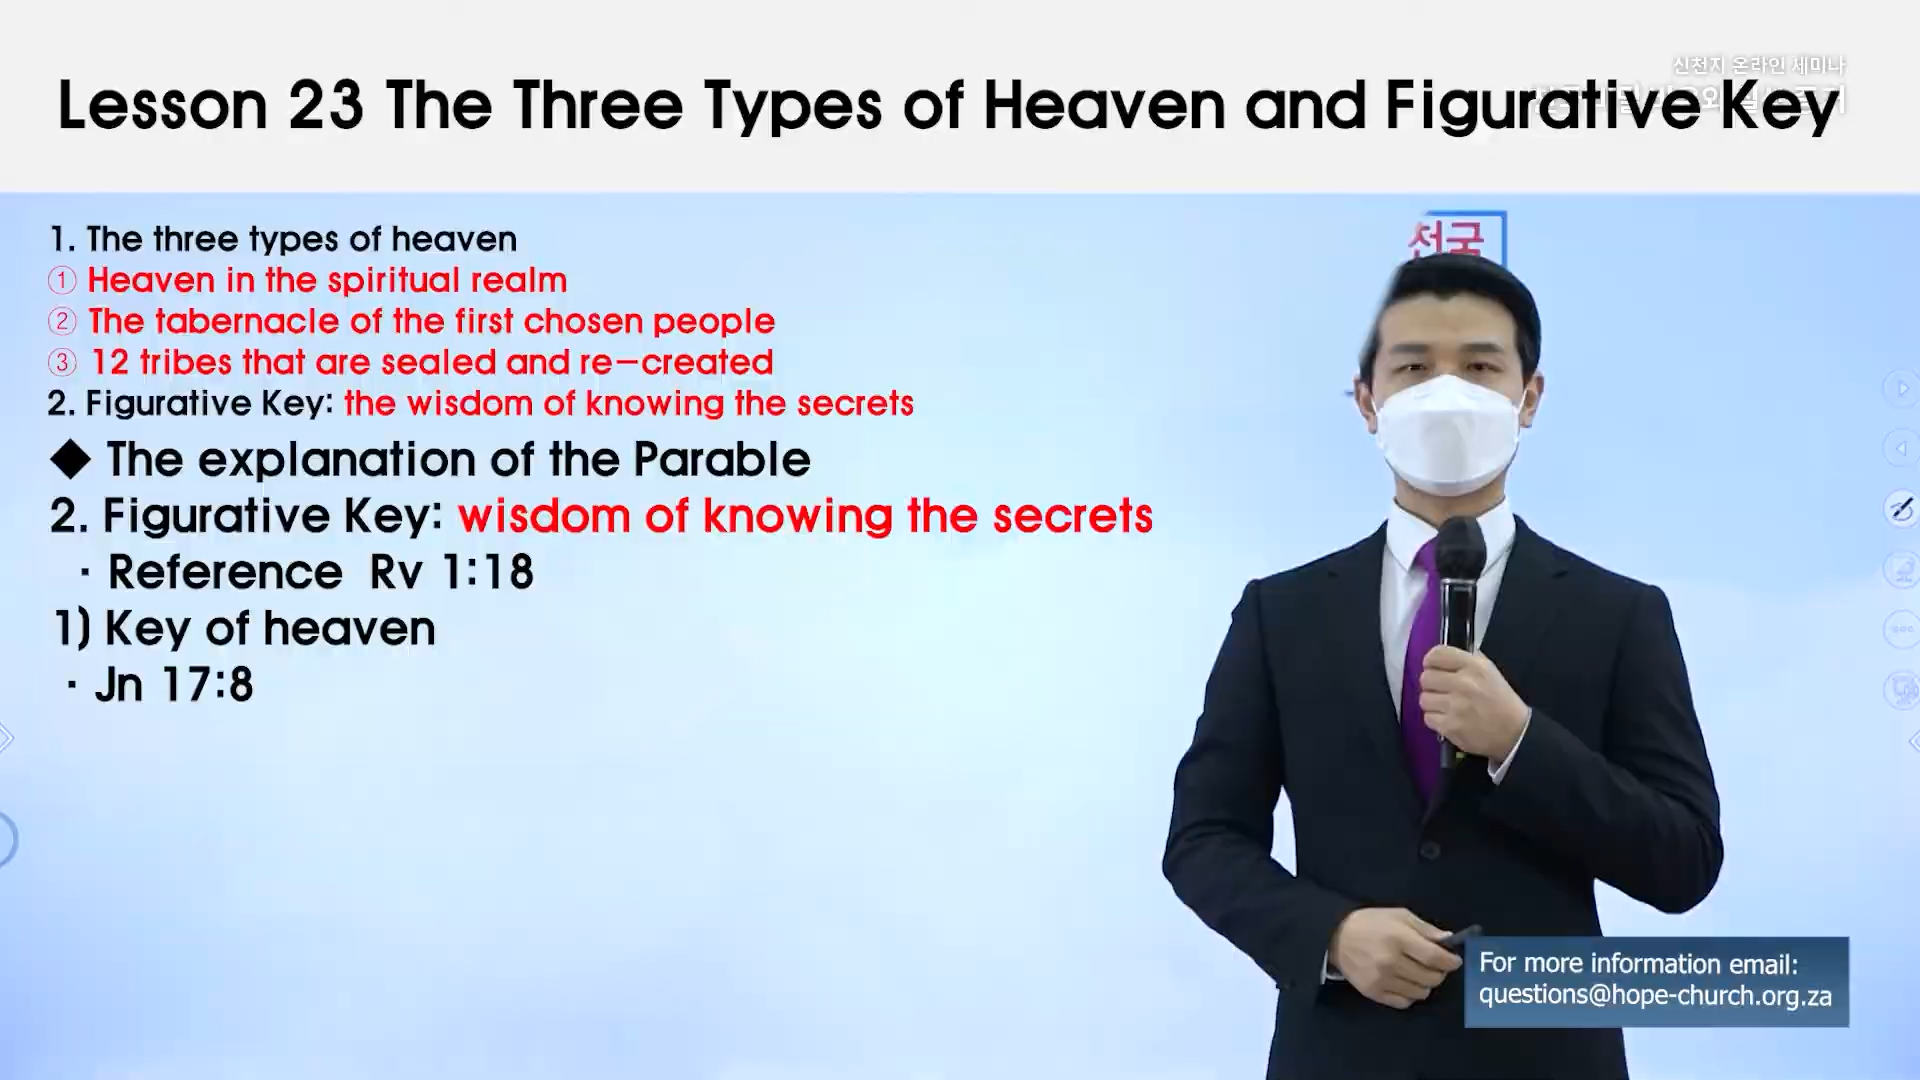 신천지 온라인 세미나
Lesson 23 The Three Types of Heaven and Figurative Key
천국
1. The three types of heaven
① Heaven in the spiritual realm
② The tabernacle of the first chosen people
③ 12 tribes that are sealed and re-created
2. Figurative Key: the wisdom of knowing the secrets
◆ The explanation of the Parable
2. Figurative Key: wisdom of knowing the secrets
· Reference Rv 1:18
1) Key of heaven
· Jn 17:8
For more information email:
questions@hope-church.org.za